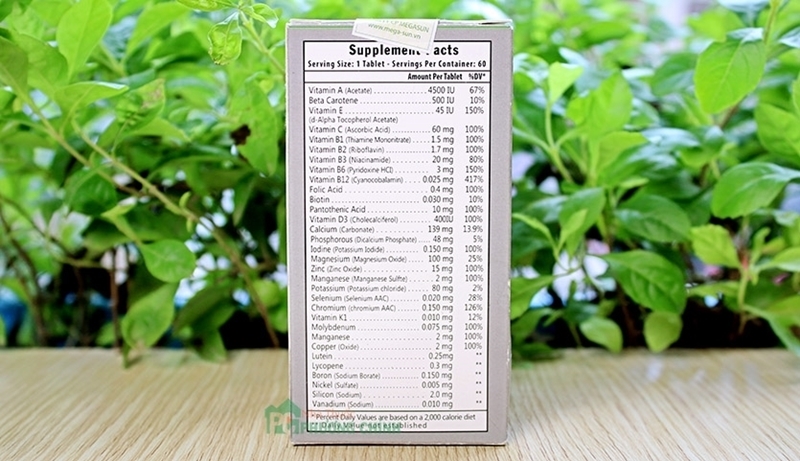 MEGASUN
www.mega-sun.vn
Supplement Facts
Serving Size: 1 Tablet - Servings Per Container: 60
Amount Per Tablet %DV*
Vitamin A (Acetate) 4500 IU 67%
Beta Carotene 500 IU 10%
Vitamin E 45 IU 150%
(d-Alpha Tocopherol Acetate)
Vitamin C (Ascorbic Acid) 60 mg 100%
Vitamin B1 (Thiamine Mononitrate) 1.5 mg 100%
Vitamin B2 (Riboflavin) 1.7 mg 100%
Vitamin B3 (Niacinamide) 20 mg 80%
Vitamin B6 (Pyridoxine HCl) 3 mg 150%
Vitamin B12 (Cyanocobalamin) 0.025 mg 417%
Folic Acid 0.4 mg 100%
Biotin 0.030 mg 10%
Pantothenic Acid 10 mg 100%
Vitamin D3 (Cholecalciferol) 400IU 100%
Calcium (Carbonate) 139 mg 13.9%
Phosphorous (Dicalcium Phosphate) 48 mg 5%
Iodine (Potassium Iodide) 0.150 mg 100%
Magnesium (Magnesium Oxide) 100 mg 25%
Zinc (Zinc Oxide) 15 mg 100%
Manganese (Manganese Sulfte) 2 mg 100%
Potassium (Potassium chloride) 80 mg 2%
Selenium (Selenium AAC) 0.020 mg 28%
Chromium (chromium AAC) 0.150 mg 126%
Vitamin K1 0.010 mg 12%
Molybdenum 0.075 mg 100%
Manganese 2 mg 100%
Copper (Oxide) 2 mg 100%
Lutein 0.25mg **
Lycopene 0.3 mg **
Boron (Sodium Borate) 0.150 mg **
Nickel (Sulfate) 0.005 mg **
Silicon (Sodium) 2.0 mg **
Vanadium (Sodium) 0.010 mg **
* Percent Daily Values are based on a 2,000 calorie diet
Daily Value not established